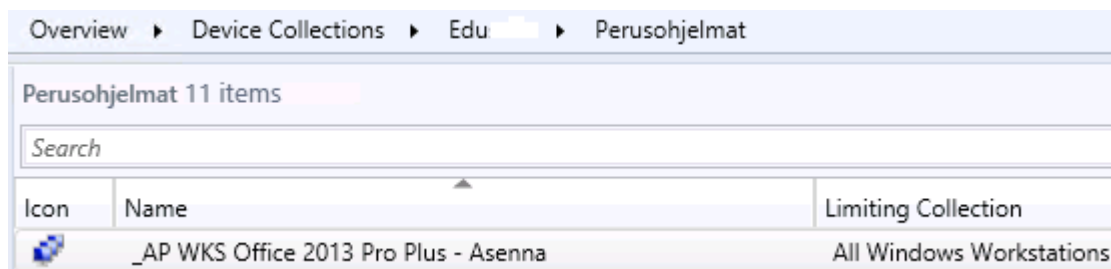 Overview ▸ Device Collections ▸ Edu ▸ Perusohjelmat
Perusohjelmat 11 items
Search
Icon Name Limiting Collection
_AP WKS Office 2013 Pro Plus - Asenna All Windows Workstations